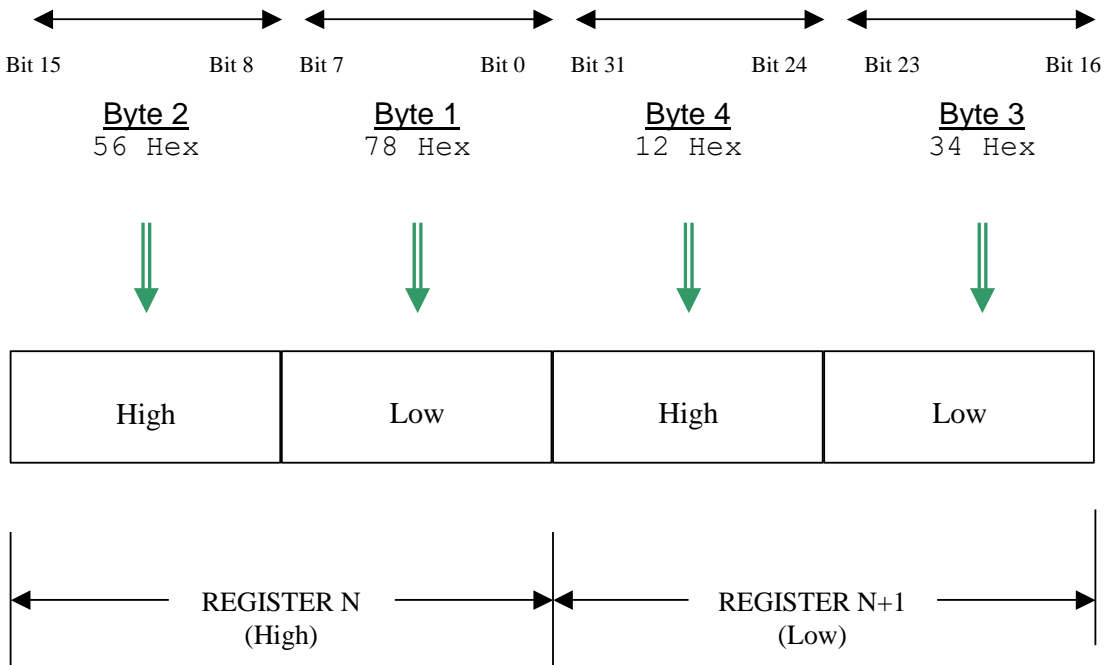 Bit 15 Bit 8 Bit 7 Bit 0 Bit 31 Bit 24 Bit 23 Bit 16
Byte 2 Byte 1 Byte 4 Byte 3
56 Hex 78 Hex 12 Hex 34 Hex
High Low High Low
REGISTER N REGISTER N+1
(High) (Low)